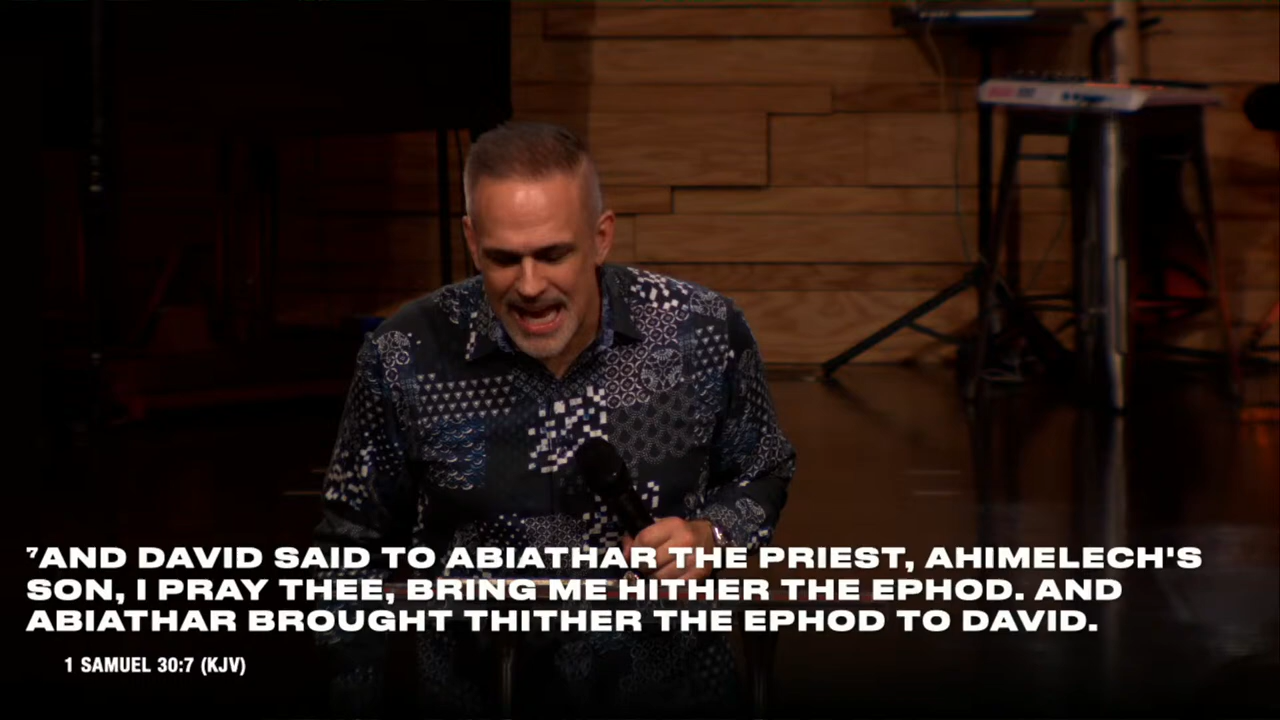 ⁷AND DAVID SAID TO ABIATHAR THE PRIEST, AHIMELECH'S
SON, I PRAY THEE, BRING ME HITHER THE EPHOD. AND
ABIATHAR BROUGHT THITHER THE EPHOD TO DAVID.
1 SAMUEL 30:7 (KJV)